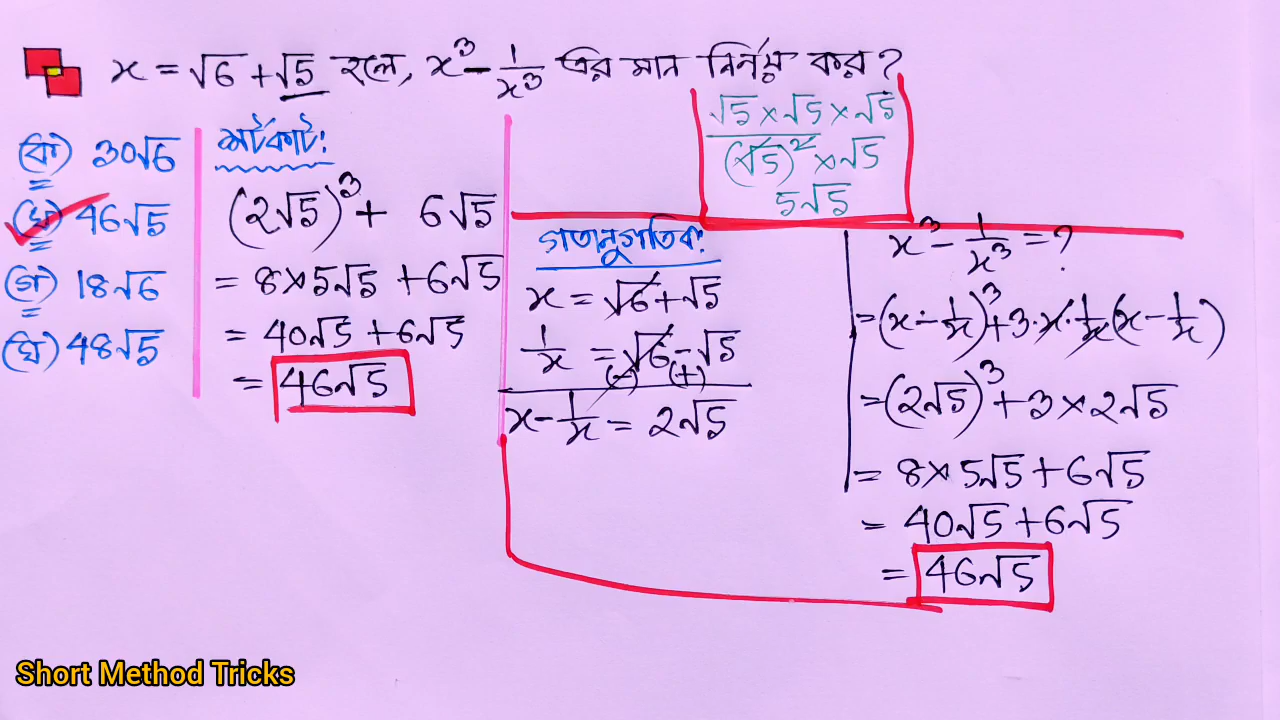 x = √6 + √5 হলে, x³ - 1/x³ এর মান নির্নয় কর ?
(ক) 30√6
(খ) 46√5
(গ) 18√6
(ঘ) 48√5
শর্টকাট:
(2√5)³ + 6√5
= 8×5√5 + 6√5
= 40√5 + 6√5
= 46√5
√5 × √5 × √5
(√5)² × √5
5√5
গতানুগতিক:
x = √6 + √5
1/x = √6 - √5
(-) (+)
x - 1/x = 2√5
x³ - 1/x³ = ?
= (x - 1/x)³ + 3·x·1/x (x - 1/x)
= (2√5)³ + 3 × 2√5
= 8×5√5 + 6√5
= 40√5 + 6√5
= 46√5
Short Method Tricks